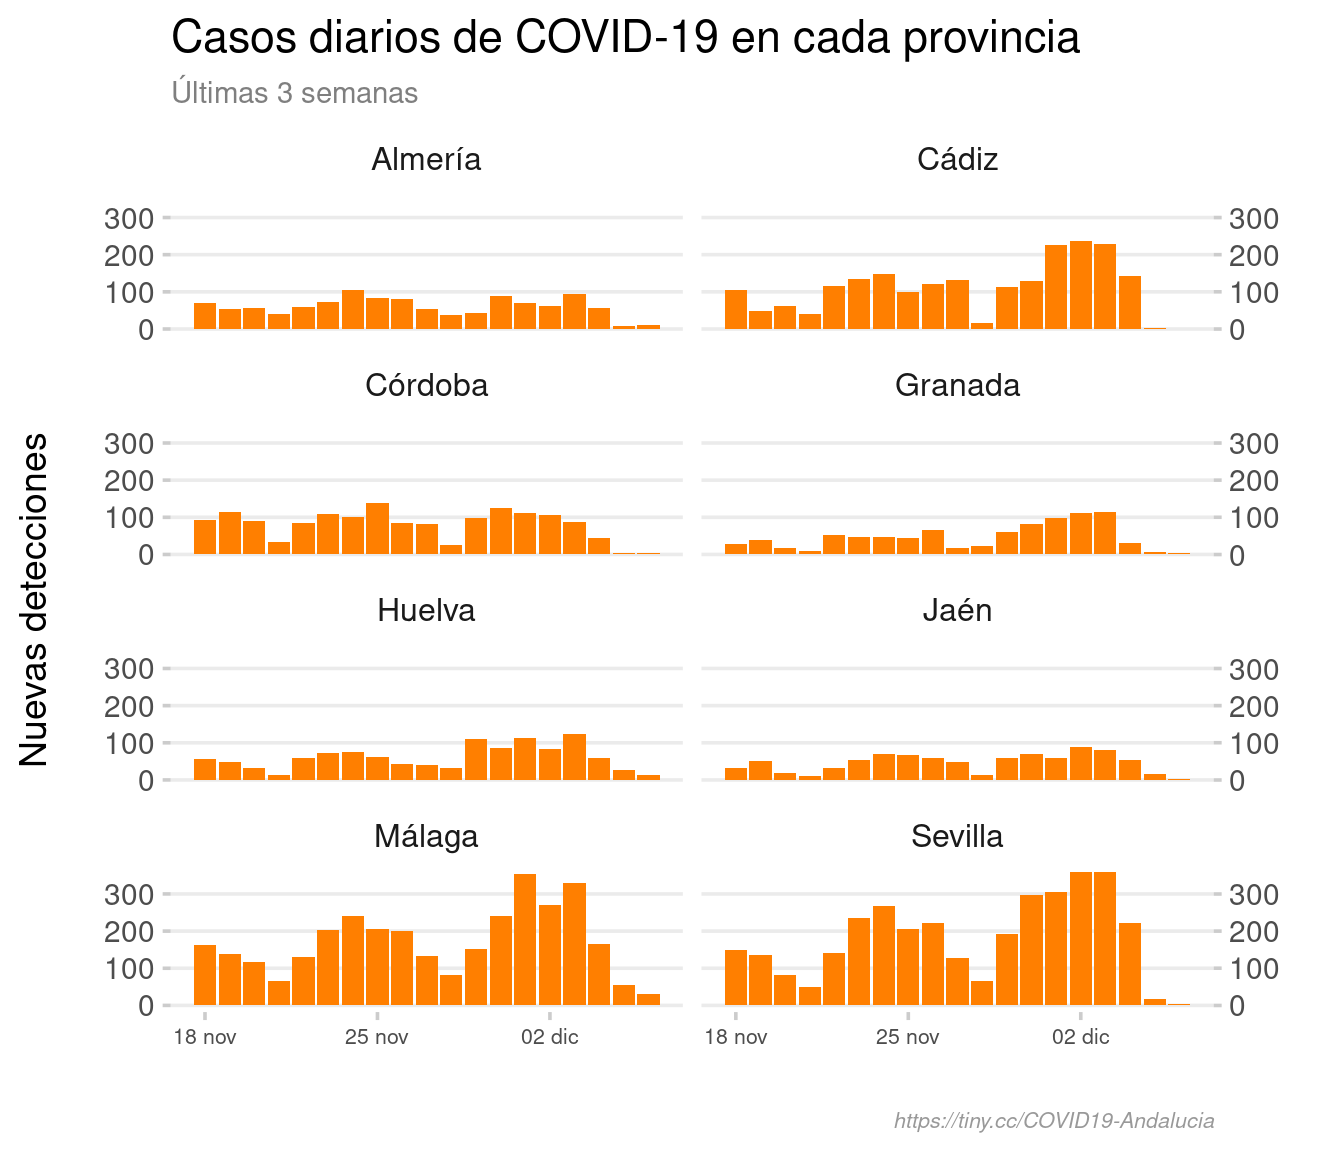 Casos diarios de COVID-19 en cada provincia
Últimas 3 semanas
Nuevas detecciones
Almería
Cádiz
300
200
100
0
300
200
100
0
Córdoba
Granada
300
200
100
0
300
200
100
0
Huelva
Jaén
300
200
100
0
300
200
100
0
Málaga
Sevilla
300
200
100
0
300
200
100
0
18 nov 25 nov 02 dic
18 nov 25 nov 02 dic
https://tiny.cc/COVID19-Andalucia